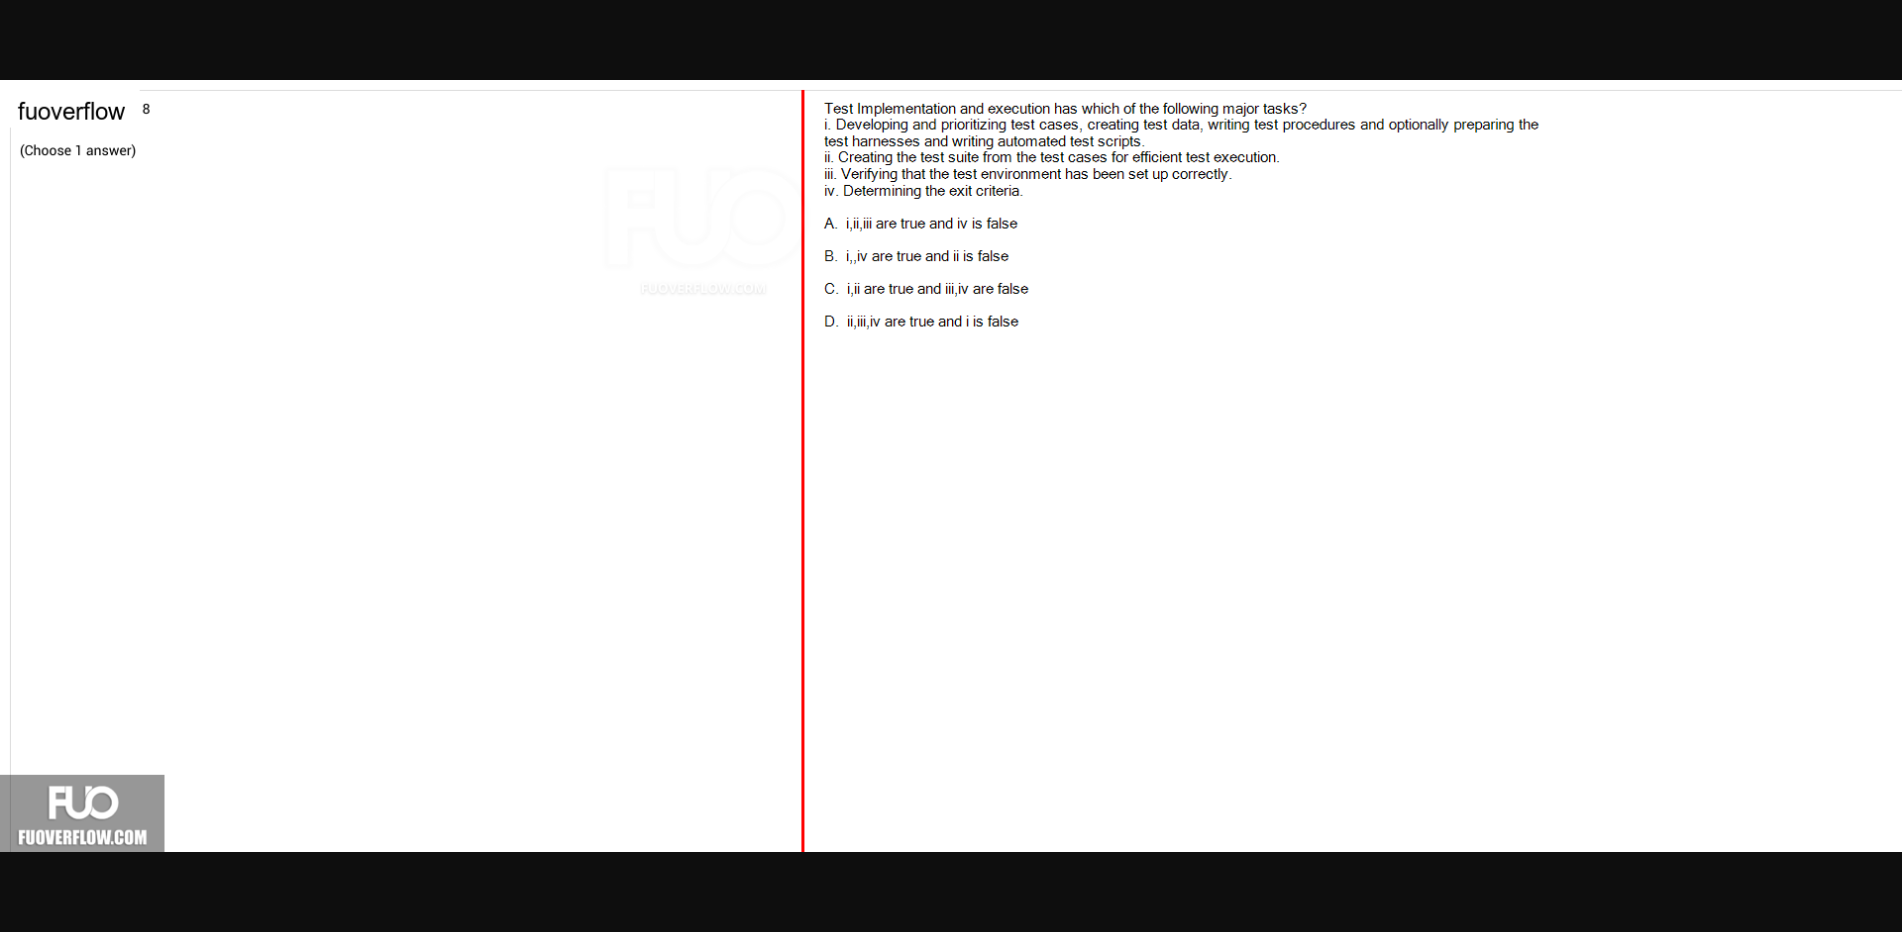 fuoverflow 8
(Choose 1 answer)
Test Implementation and execution has which of the following major tasks?
i. Developing and prioritizing test cases, creating test data, writing test procedures and optionally preparing the
test harnesses and writing automated test scripts.
ii. Creating the test suite from the test cases for efficient test execution.
iii. Verifying that the test environment has been set up correctly.
iv. Determining the exit criteria.
A. i,ii,iii are true and iv is false
B. i,,iv are true and ii is false
C. i,ii are true and iii,iv are false
D. ii,iii,iv are true and i is false
FUO
FUOVERFLOW.COM
FUO
FUOVERFLOW.COM